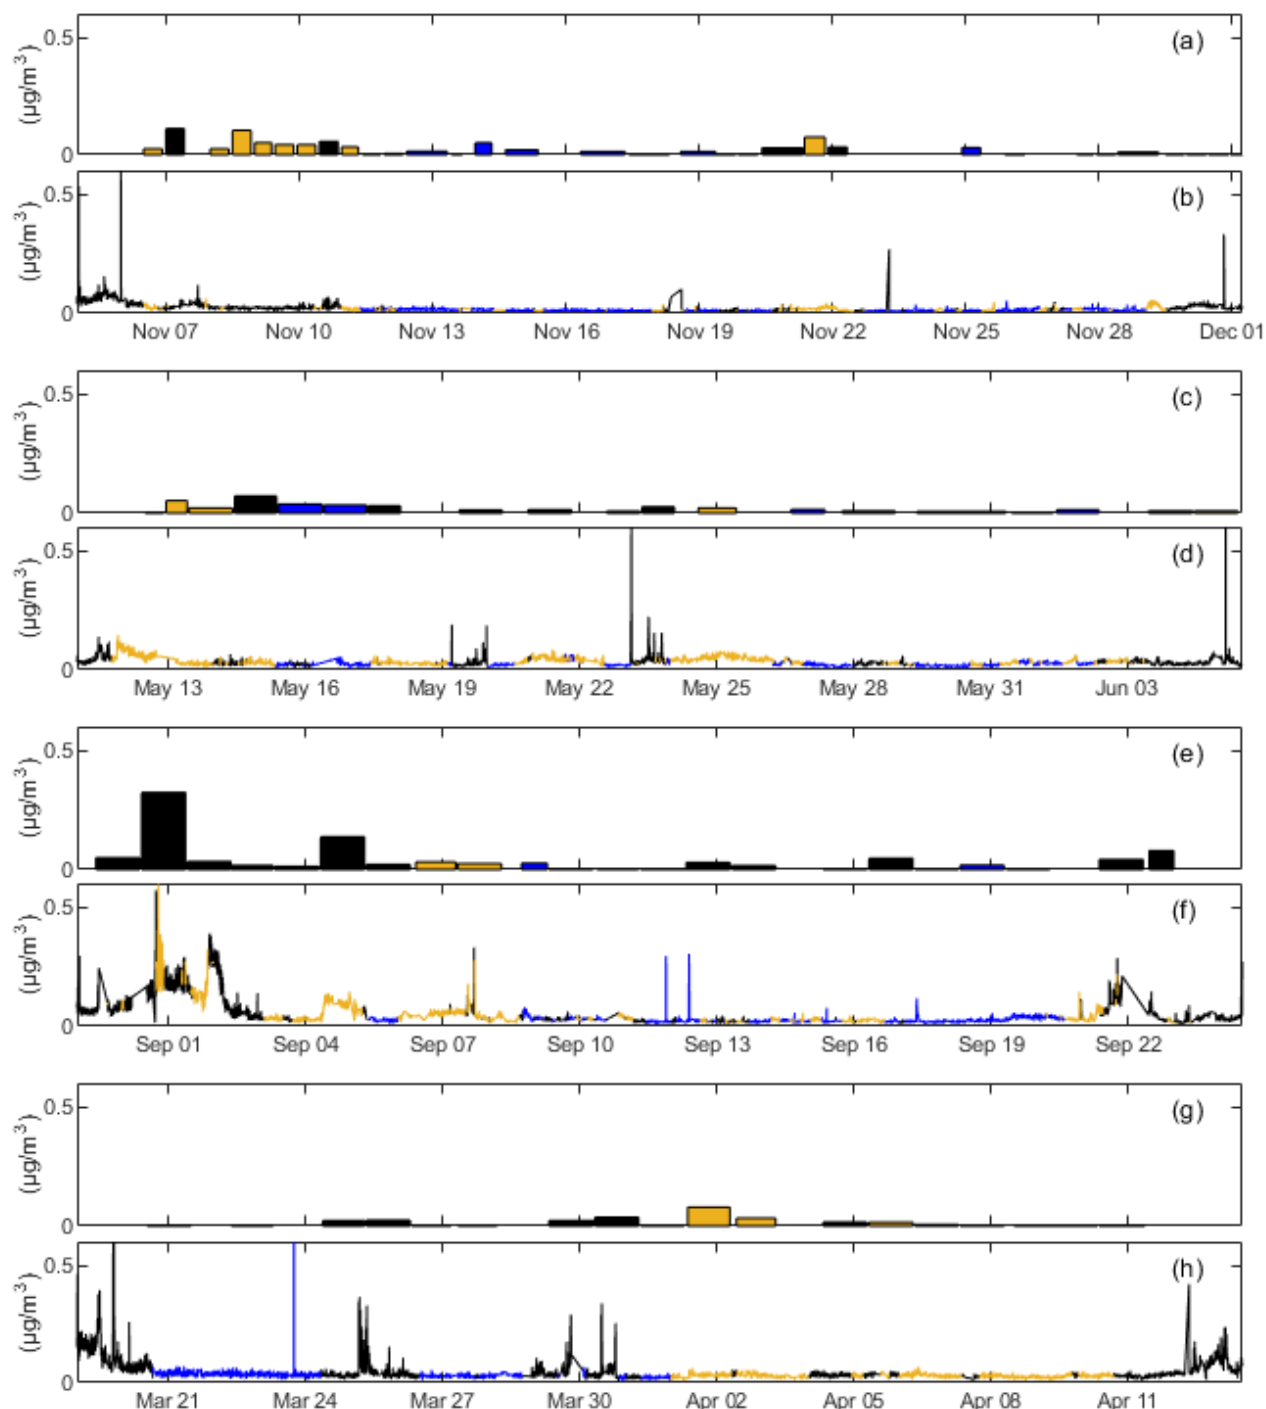 (a)
0.5
0
(µg/m³)
(b)
0.5
0
(µg/m³)
Nov 07 Nov 10 Nov 13 Nov 16 Nov 19 Nov 22 Nov 25 Nov 28 Dec 01
(c)
0.5
0
(µg/m³)
(d)
0.5
0
(µg/m³)
May 13 May 16 May 19 May 22 May 25 May 28 May 31 Jun 03
(e)
0.5
0
(µg/m³)
(f)
0.5
0
(µg/m³)
Sep 01 Sep 04 Sep 07 Sep 10 Sep 13 Sep 16 Sep 19 Sep 22
(g)
0.5
0
(µg/m³)
(h)
0.5
0
(µg/m³)
Mar 21 Mar 24 Mar 27 Mar 30 Apr 02 Apr 05 Apr 08 Apr 11